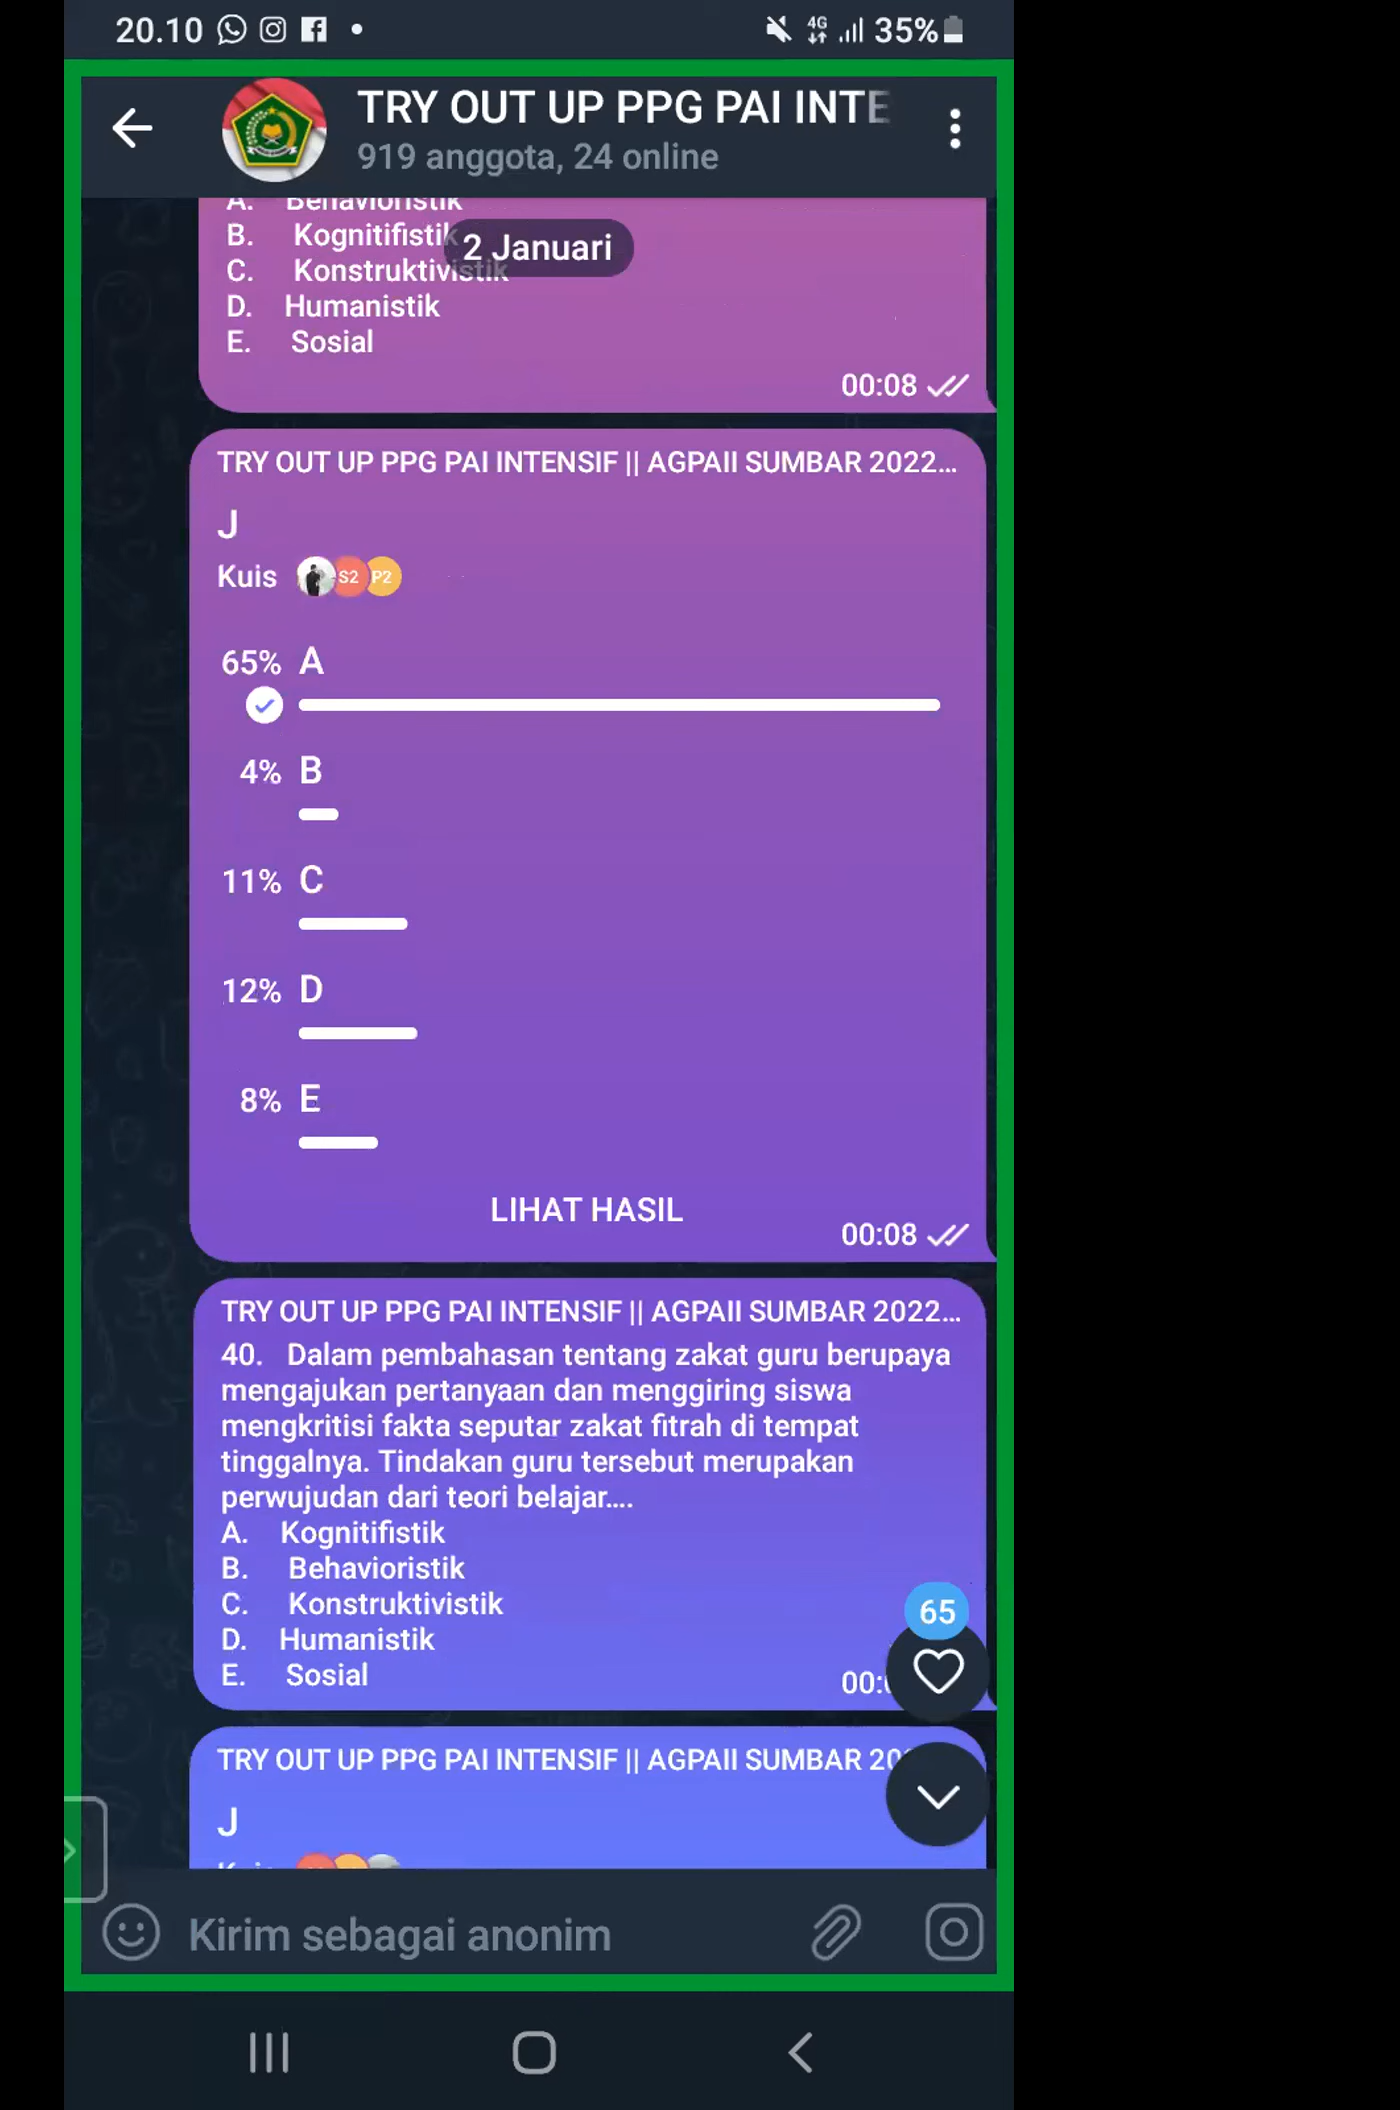 20.10
4G
35%
TRY OUT UP PPG PAI INTE
919 anggota, 24 online
A. Behavioristik
B. Kognitifistik
2 Januari
C. Konstruktivistik
D. Humanistik
E. Sosial
00:08
TRY OUT UP PPG PAI INTENSIF || AGPAII SUMBAR 2022...
J
Kuis S2 P2
65% A
4% B
11% C
12% D
8% E
LIHAT HASIL
00:08
TRY OUT UP PPG PAI INTENSIF || AGPAII SUMBAR 2022...
40. Dalam pembahasan tentang zakat guru berupaya
mengajukan pertanyaan dan menggiring siswa
mengkritisi fakta seputar zakat fitrah di tempat
tinggalnya. Tindakan guru tersebut merupakan
perwujudan dari teori belajar....
A. Kognitifistik
B. Behavioristik
C. Konstruktivistik
D. Humanistik
E. Sosial
65
00:
TRY OUT UP PPG PAI INTENSIF || AGPAII SUMBAR 20
J
Kirim sebagai anonim